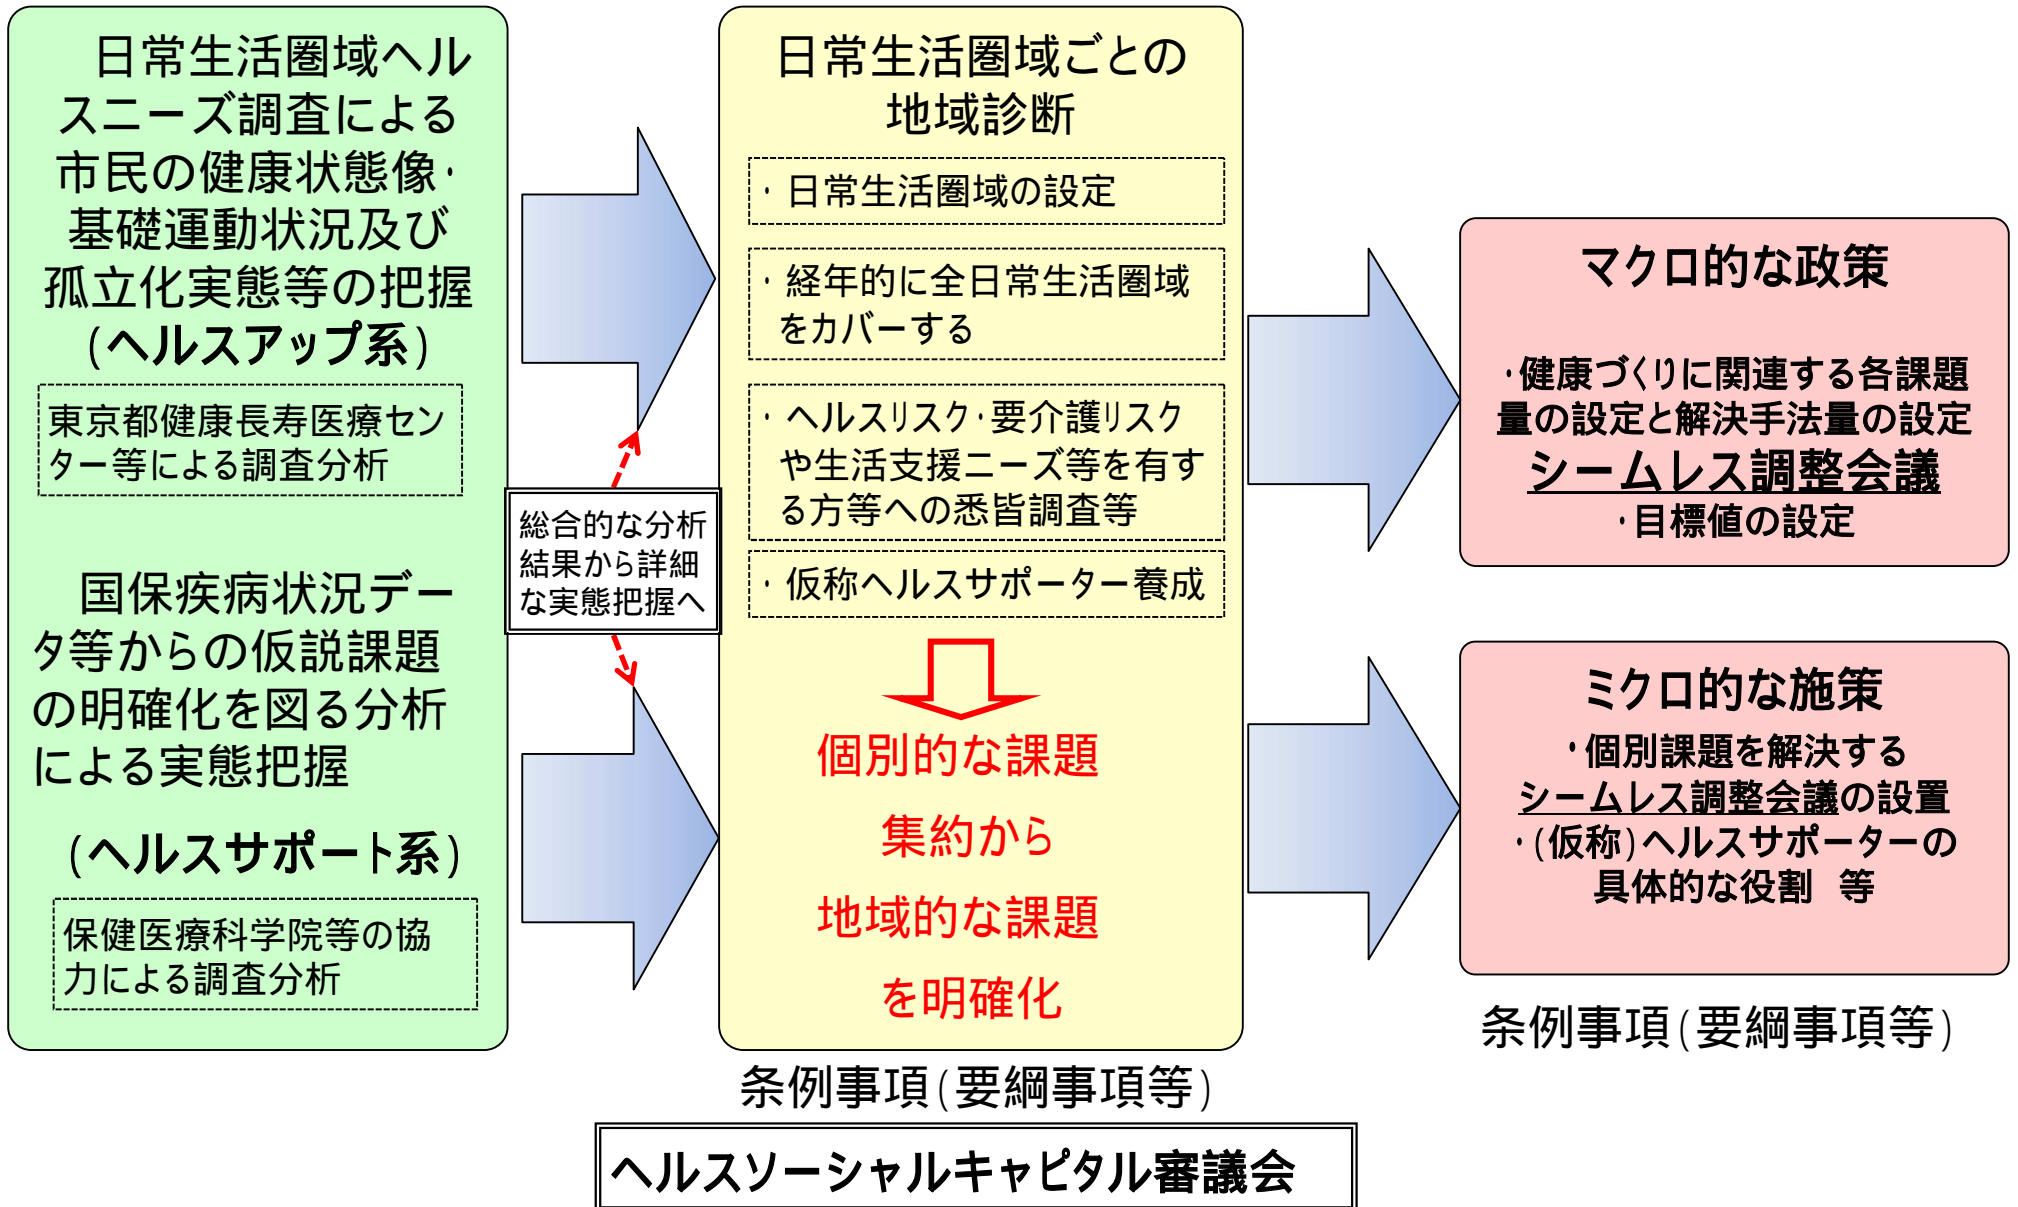 日常生活圏域ヘル
スニーズ調査による
市民の健康状態像・
基礎運動状況及び
孤立化実態等の把握
(ヘルスアップ系)
東京都健康長寿医療セン
ター等による調査分析
国保疾病状況デー
タ等からの仮説課題
の明確化を図る分析
による実態把握
(ヘルスサポート系)
保健医療科学院等の協
力による調査分析
総合的な分析
結果から詳細
な実態把握へ
日常生活圏域ごとの
地域診断
・日常生活圏域の設定
・経年的に全日常生活圏域
をカバーする
・ヘルスリスク・要介護リスク
や生活支援ニーズ等を有す
る方等への悉皆調査等
・仮称ヘルスサポーター養成
個別的な課題
集約から
地域的な課題
を明確化
条例事項(要綱事項等)
マクロ的な政策
・健康づくりに関連する各課題
量の設定と解決手法量の設定
シームレス調整会議
・目標値の設定
ミクロ的な施策
・個別課題を解決する
シームレス調整会議の設置
・(仮称)ヘルスサポーターの
具体的な役割　等
条例事項(要綱事項等)
ヘルスソーシャルキャピタル審議会